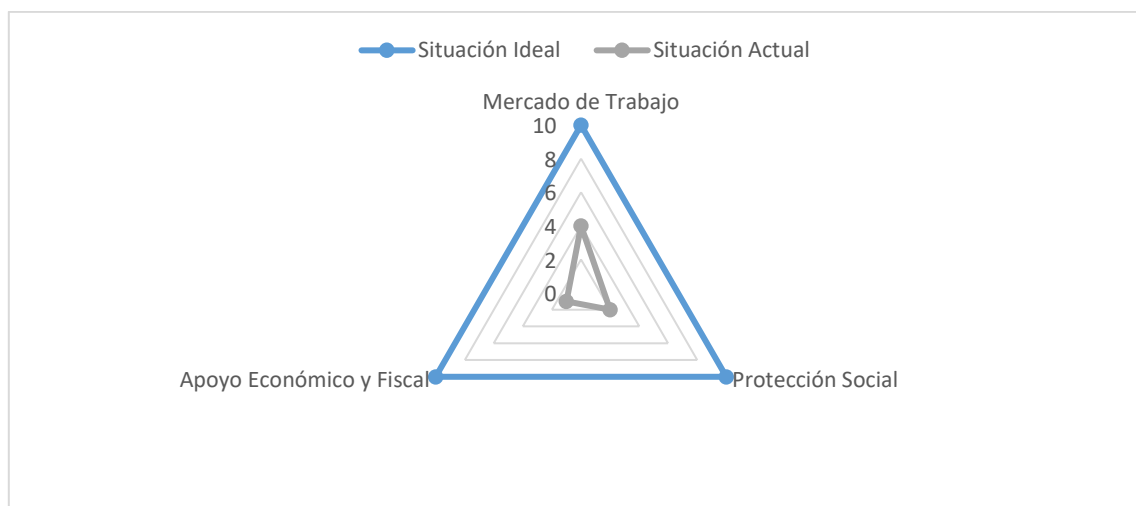 Situación Ideal Situación Actual
Mercado de Trabajo
10
8
6
4
2
0
Apoyo Económico y Fiscal Protección Social